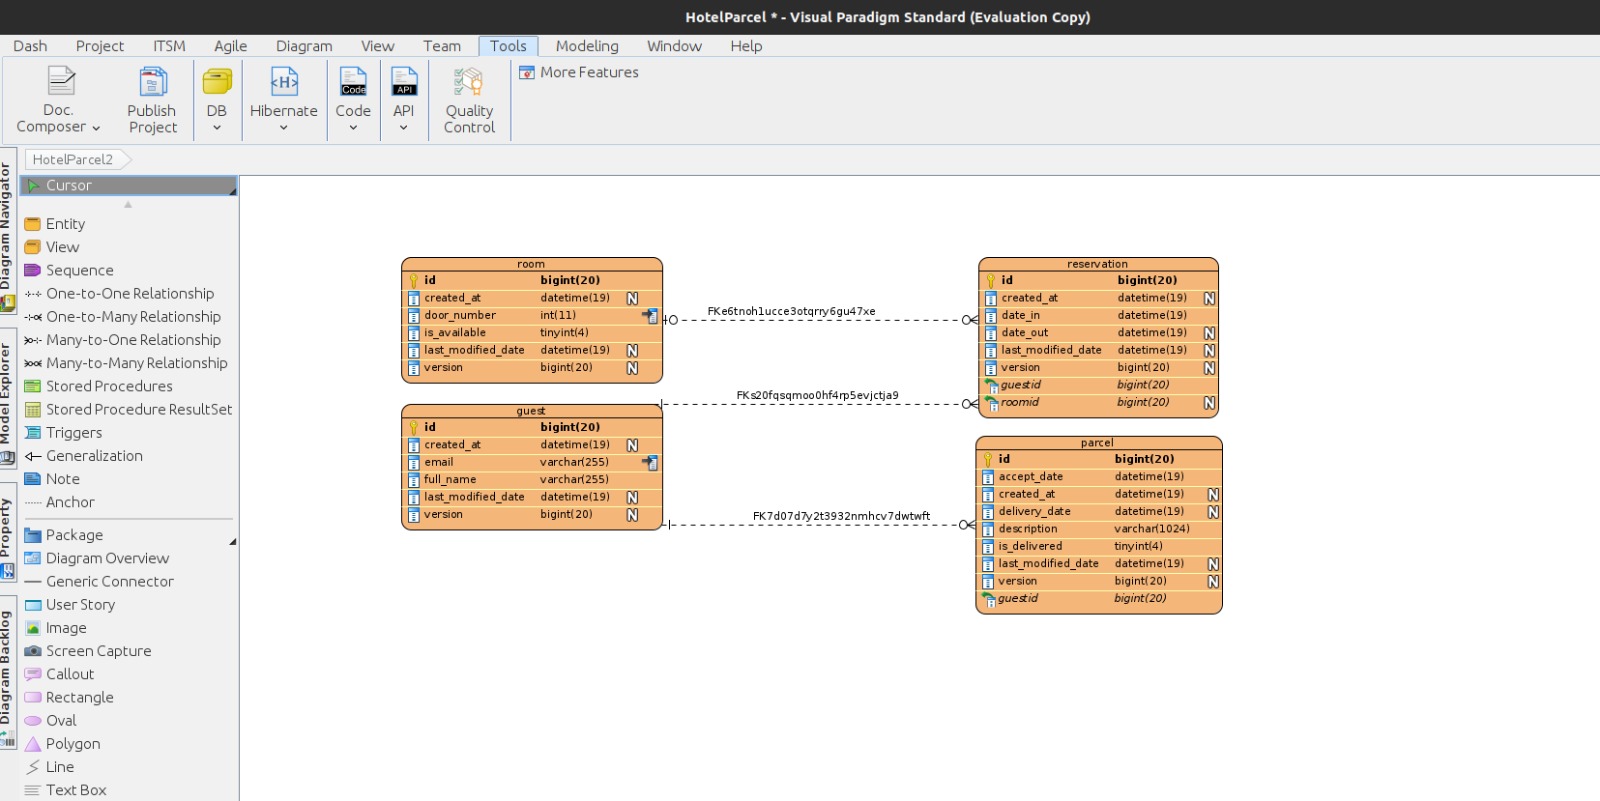 HotelParcel * - Visual Paradigm Standard (Evaluation Copy)
Dash Project ITSM Agile Diagram View Team Tools Modeling Window Help
Doc. Composer
Publish Project
DB
Hibernate
Code
API
Quality Control
More Features
HotelParcel2
Diagram Navigator
Model Explorer
Property
Diagram Backlog
Cursor
Entity
View
Sequence
One-to-One Relationship
One-to-Many Relationship
Many-to-One Relationship
Many-to-Many Relationship
Stored Procedures
Stored Procedure ResultSet
Triggers
Generalization
Note
Anchor
Package
Diagram Overview
Generic Connector
User Story
Image
Screen Capture
Callout
Rectangle
Oval
Polygon
Line
Text Box
room
id bigint(20)
created_at datetime(19) N
door_number int(11)
is_available tinyint(4)
last_modified_date datetime(19) N
version bigint(20) N
FKe6tnoh1ucce3otqrry6gu47xe
reservation
id bigint(20)
created_at datetime(19) N
date_in datetime(19)
date_out datetime(19) N
last_modified_date datetime(19) N
version bigint(20) N
guestid bigint(20)
roomid bigint(20) N
FKs20fqsqmoo0hf4rp5evjctja9
guest
id bigint(20)
created_at datetime(19) N
email varchar(255)
full_name varchar(255)
last_modified_date datetime(19) N
version bigint(20) N
FK7d07d7y2t3932nmhcv7dwtwft
parcel
id bigint(20)
accept_date datetime(19)
created_at datetime(19) N
delivery_date datetime(19) N
description varchar(1024)
is_delivered tinyint(4)
last_modified_date datetime(19) N
version bigint(20) N
guestid bigint(20)